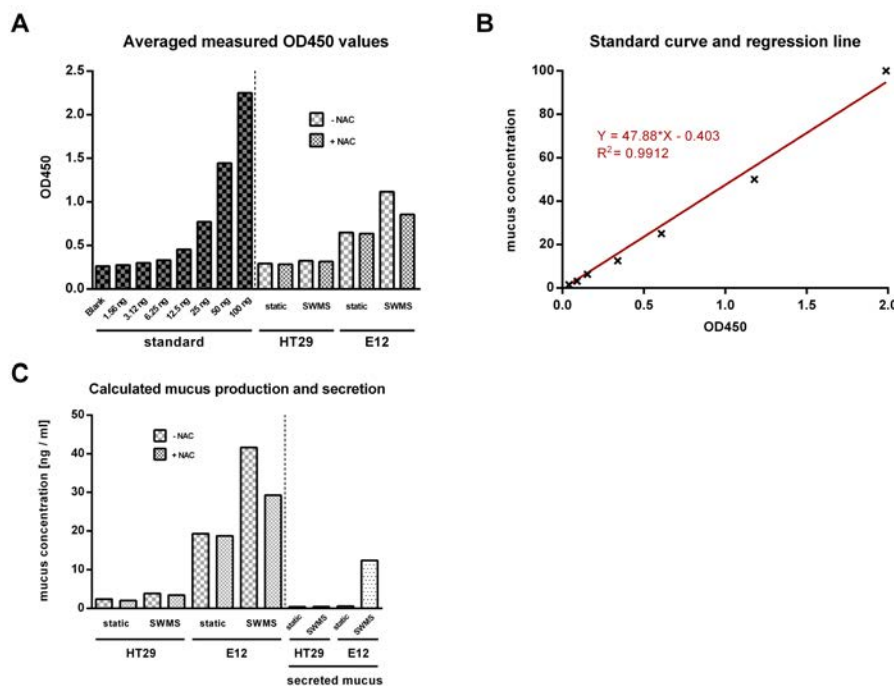 A
Averaged measured OD450 values
2.5
2.0
1.5
1.0
0.5
0.0
OD450
- NAC
+ NAC
Blank
1.56 ng
3.12 ng
6.25 ng
12.5 ng
25 ng
50 ng
100 ng
static
SWMS
static
SWMS
standard
HT29
E12
B
Standard curve and regression line
100
80
60
40
20
0
mucus concentration
Y = 47.88*X - 0.403
R2= 0.9912
0.0
0.5
1.0
1.5
2.0
OD450
C
Calculated mucus production and secretion
50
40
30
20
10
0
mucus concentration [ng / ml]
- NAC
+ NAC
static
SWMS
static
SWMS
static
SWMS
static
SWMS
HT29
E12
HT29
E12
secreted mucus